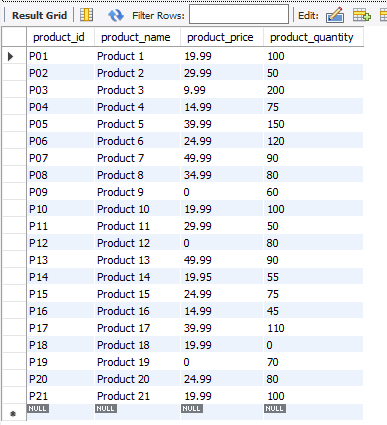 Result Grid Filter Rows: Edit:
product_id product_name product_price product_quantity
P01 Product 1 19.99 100
P02 Product 2 29.99 50
P03 Product 3 9.99 200
P04 Product 4 14.99 75
P05 Product 5 39.99 150
P06 Product 6 24.99 120
P07 Product 7 49.99 90
P08 Product 8 34.99 80
P09 Product 9 0 60
P10 Product 10 19.99 100
P11 Product 11 29.99 50
P12 Product 12 0 80
P13 Product 13 49.99 90
P14 Product 14 19.95 55
P15 Product 15 24.99 75
P16 Product 16 14.99 45
P17 Product 17 39.99 110
P18 Product 18 19.99 0
P19 Product 19 0 70
P20 Product 20 24.99 80
P21 Product 21 19.99 100
NULL NULL NULL NULL